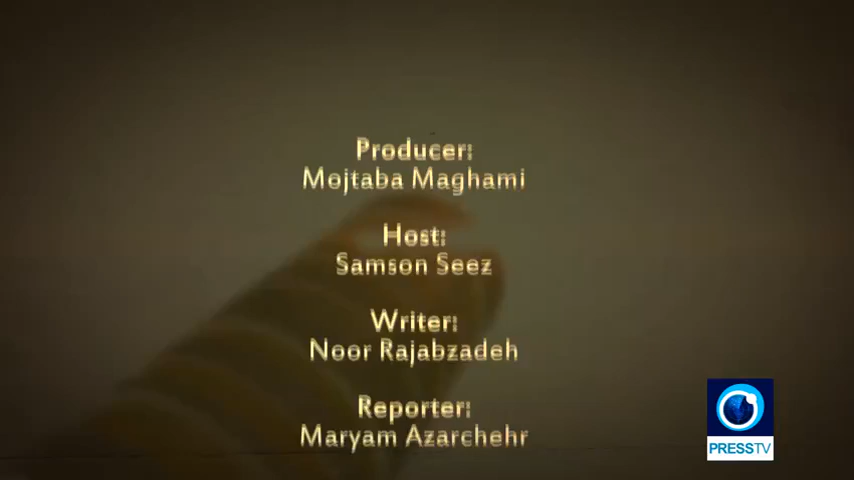 Producer:
Mojtaba Maghami
Host:
Samson Seez
Writer:
Noor Rajabzadeh
Reporter:
Maryam Azarchehr
PRESSTV